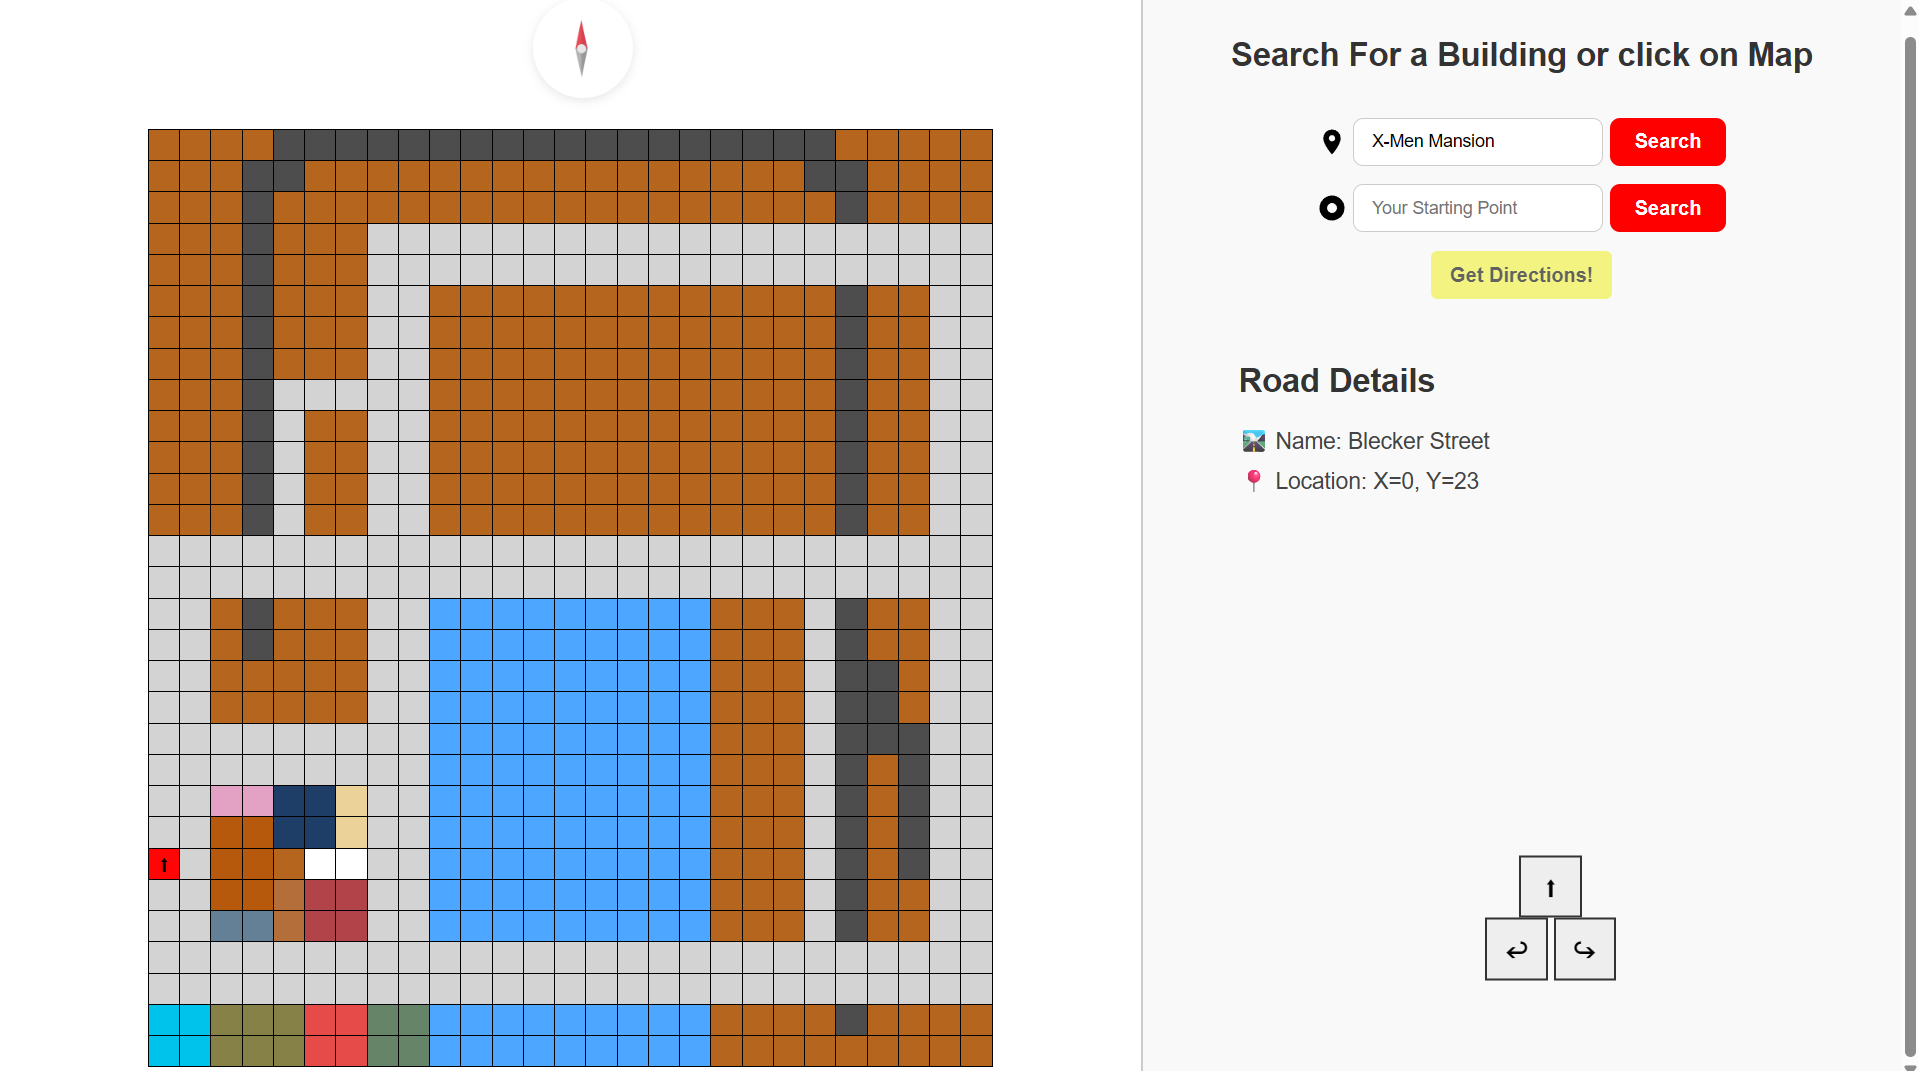 Search For a Building or click on Map
X-Men Mansion
Search
Your Starting Point
Search
Get Directions!
Road Details
Name: Blecker Street
Location: X=0, Y=23